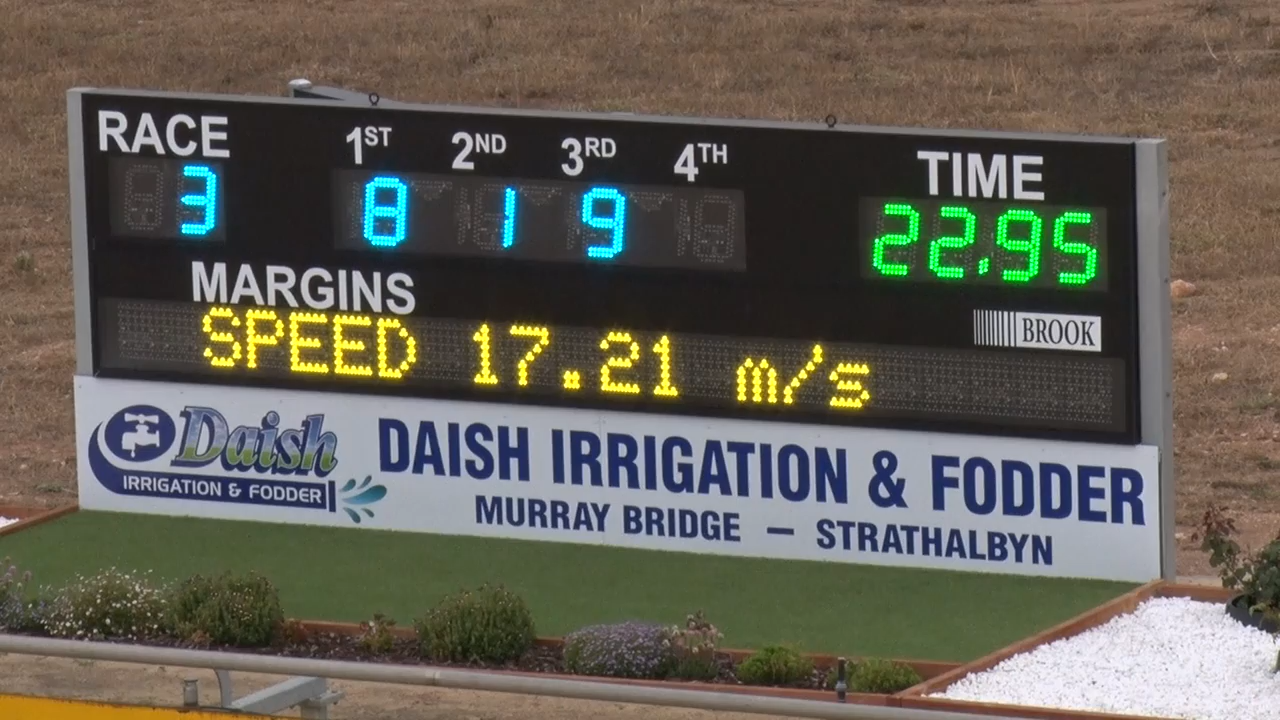 RACE 1ST 2ND 3RD 4TH TIME
3 8 1 9 22.95
MARGINS
BROOK
SPEED 17.21 m/s
Daish
IRRIGATION & FODDER
DAISH IRRIGATION & FODDER
MURRAY BRIDGE — STRATHALBYN